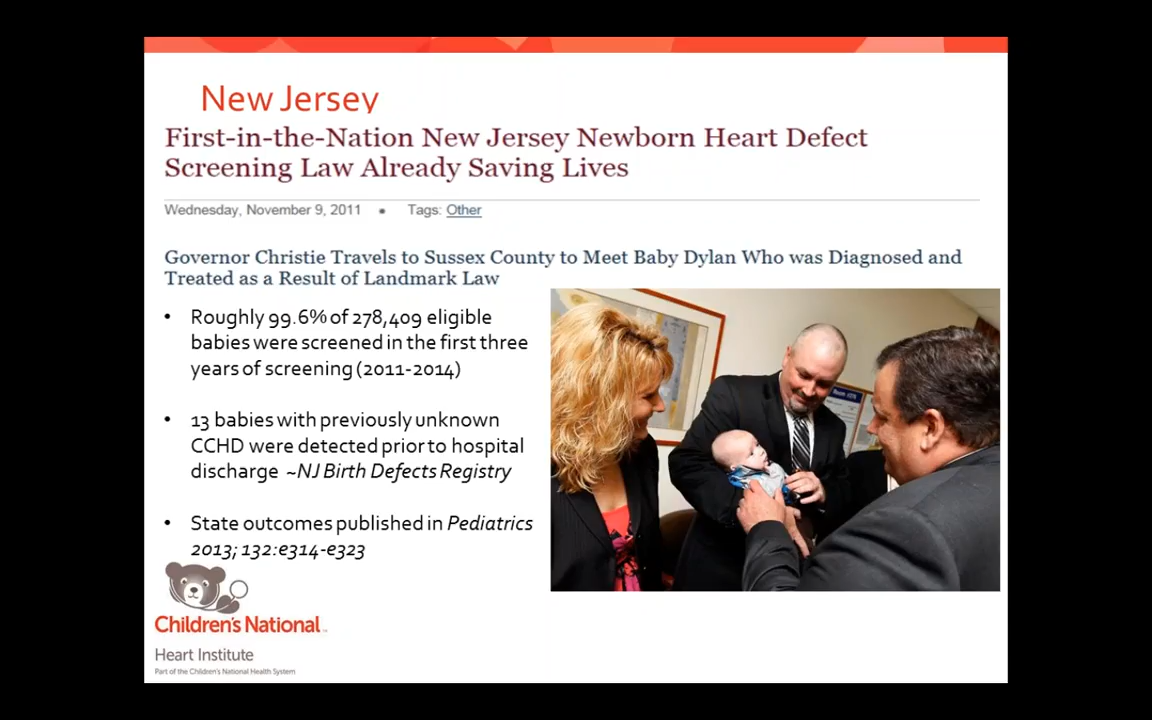 New Jersey
First-in-the-Nation New Jersey Newborn Heart Defect
Screening Law Already Saving Lives
Wednesday, November 9, 2011 • Tags: Other
Governor Christie Travels to Sussex County to Meet Baby Dylan Who was Diagnosed and
Treated as a Result of Landmark Law
• Roughly 99.6% of 278,409 eligible
babies were screened in the first three
years of screening (2011-2014)
• 13 babies with previously unknown
CCHD were detected prior to hospital
discharge ~NJ Birth Defects Registry
• State outcomes published in Pediatrics
2013; 132:e314-e323
Children's National™
Heart Institute
Part of the Children's National Health System